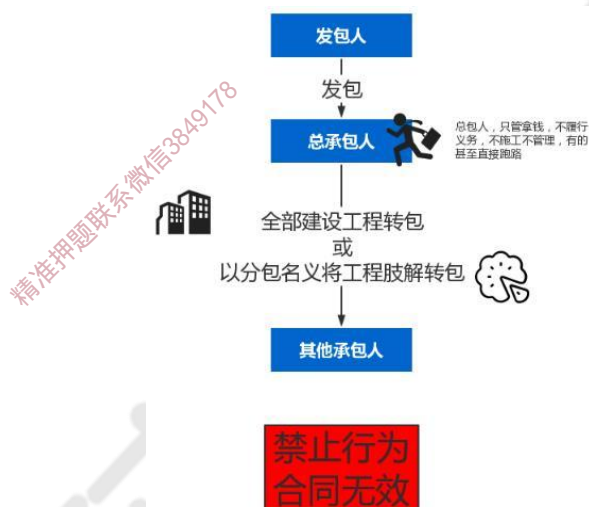 发包人
发包
总承包人
总包人，只管拿钱，不履行
义务，不施工不管理，有的
甚至直接跑路
精准押题联系微信3849178
全部建设工程转包
或
以分包名义将工程肢解转包
其他承包人
禁止行为
合同无效